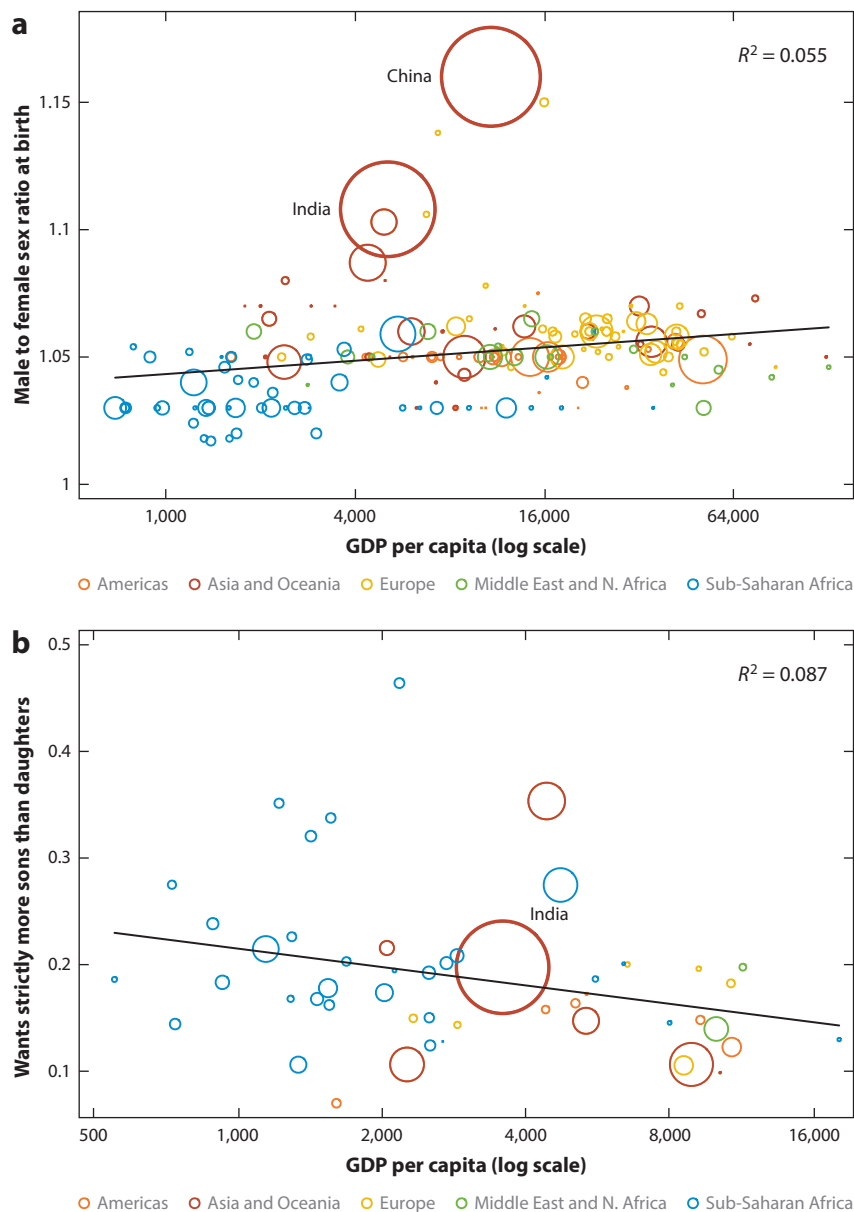 a
R² = 0.055
China
India
Male to female sex ratio at birth
1.15
1.1
1.05
1
1,000 4,000 16,000 64,000
GDP per capita (log scale)
Americas Asia and Oceania Europe Middle East and N. Africa Sub-Saharan Africa
b
R² = 0.087
India
Wants strictly more sons than daughters
0.5
0.4
0.3
0.2
0.1
500 1,000 2,000 4,000 8,000 16,000
GDP per capita (log scale)
Americas Asia and Oceania Europe Middle East and N. Africa Sub-Saharan Africa